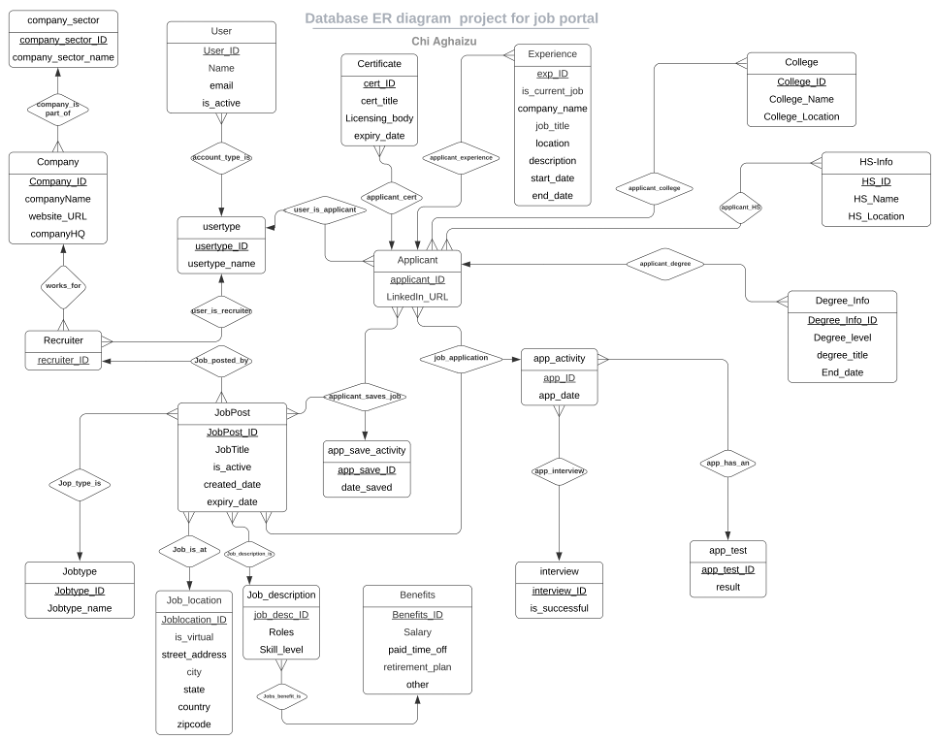 Database ER diagram project for job portal
Chi Aghaizu
company_sector
company_sector_ID
company_sector_name
company_is
part_of
Company
Company_ID
companyName
website_URL
companyHQ
works_for
Recruiter
recruiter_ID
User
User_ID
Name
email
is_active
account_type_is
usertype
usertype_ID
usertype_name
user_is_recruiter
Job_posted_by
user_is_applicant
Certificate
cert_ID
cert_title
Licensing_body
expiry_date
applicant_cert
Experience
exp_ID
is_current_job
company_name
job_title
location
description
start_date
end_date
applicant_experience
College
College_ID
College_Name
College_Location
applicant_college
HS-Info
HS_ID
HS_Name
HS_Location
applicant_HS
Applicant
applicant_ID
LinkedIn_URL
applicant_degree
Degree_Info
Degree_Info_ID
Degree_level
degree_title
End_date
job_application
app_activity
app_ID
app_date
applicant_saves_job
app_save_activity
app_save_ID
date_saved
JobPost
JobPost_ID
JobTitle
is_active
created_date
expiry_date
Jop_type_is
Jobtype
Jobtype_ID
Jobtype_name
Job_is_at
Job_location
Joblocation_ID
is_virtual
street_address
city
state
country
zipcode
Job_description_is
Job_description
job_desc_ID
Roles
Skill_level
Jobs_benefit_is
Benefits
Benefits_ID
Salary
paid_time_off
retirement_plan
other
app_interview
interview
interview_ID
is_successful
app_has_an
app_test
app_test_ID
result